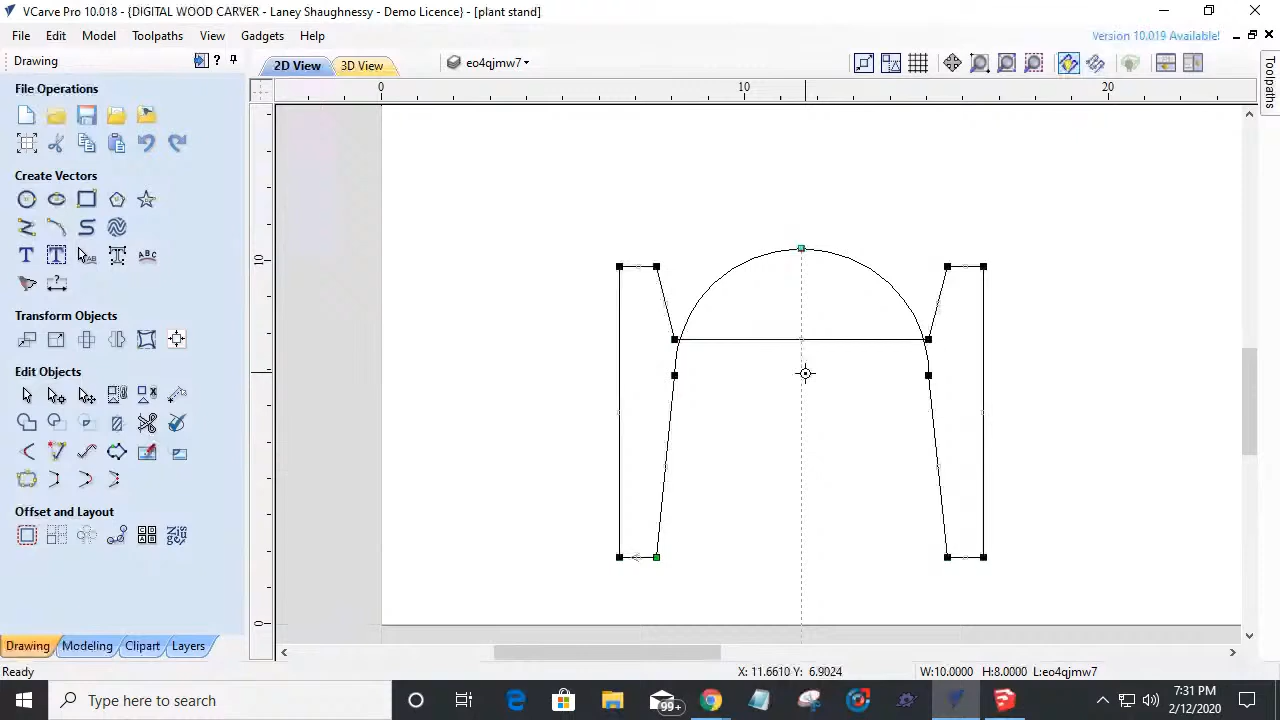 VCarve Pro 10.018 - {DIGITAL WOOD CARVER - Laney Shaughnessy - Demo Licence} - [plant stand]
File Edit Model Toolpaths View Gadgets Help
Version 10.019 Available!
Drawing
2D View 3D View
eo4qjmw7
Toolpaths
File Operations
0 10 20
Create Vectors
10
Transform Objects
Edit Objects
Offset and Layout
0
Drawing Modeling Clipart Layers
Ready
X: 11.6610 Y: 6.9024
W:10.0000 H:8.0000 L:eo4qjmw7
Type here to search
99+
7:31 PM
2/12/2020